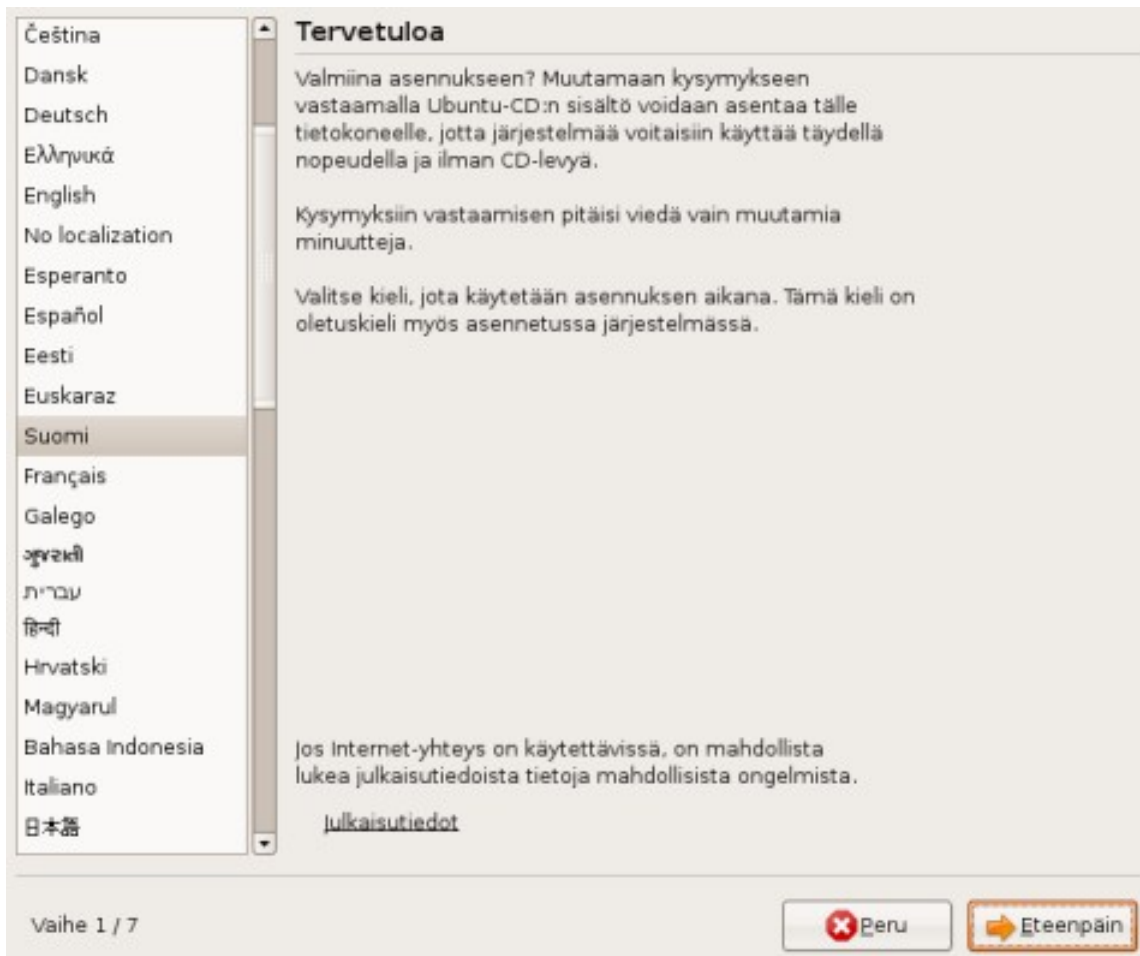 Čeština
Dansk
Deutsch
Ελληνικά
English
No localization
Esperanto
Español
Eesti
Euskaraz
Suomi
Français
Galego
ગુજરાતી
עברית
हिन्दी
Hrvatski
Magyarul
Bahasa Indonesia
Italiano
日本語
Tervetuloa
Valmiina asennukseen? Muutamaan kysymykseen
vastaamalla Ubuntu-CD:n sisältö voidaan asentaa tälle
tietokoneelle, jotta järjestelmää voitaisiin käyttää täydellä
nopeudella ja ilman CD-levyä.
Kysymyksiin vastaamisen pitäisi viedä vain muutamia
minuutteja.
Valitse kieli, jota käytetään asennuksen aikana. Tämä kieli on
oletuskieli myös asennetussa järjestelmässä.
Jos Internet-yhteys on käytettävissä, on mahdollista
lukea julkaisutiedoista tietoja mahdollisista ongelmista.
Julkaisutiedot
Vaihe 1 / 7
Peru
Eteenpäin